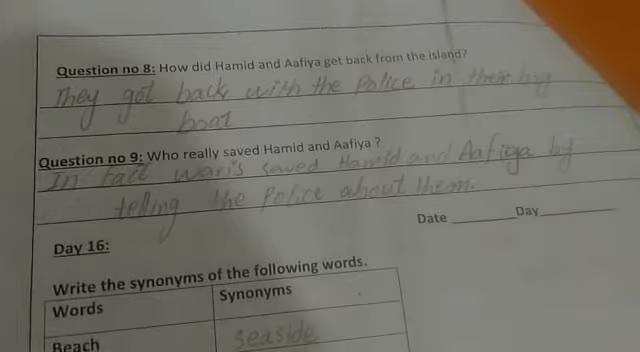 Question no 8: How did Hamid and Aafiya get back from the island?
They got back with the Police in their big
boat
Question no 9: Who really saved Hamid and Aafiya ?
In fact waris saved Hamid and Aafiya by
telling the Police about them.
Date ______ Day ______
Day 16:
Write the synonyms of the following words.
Words Synonyms
Beach seaside